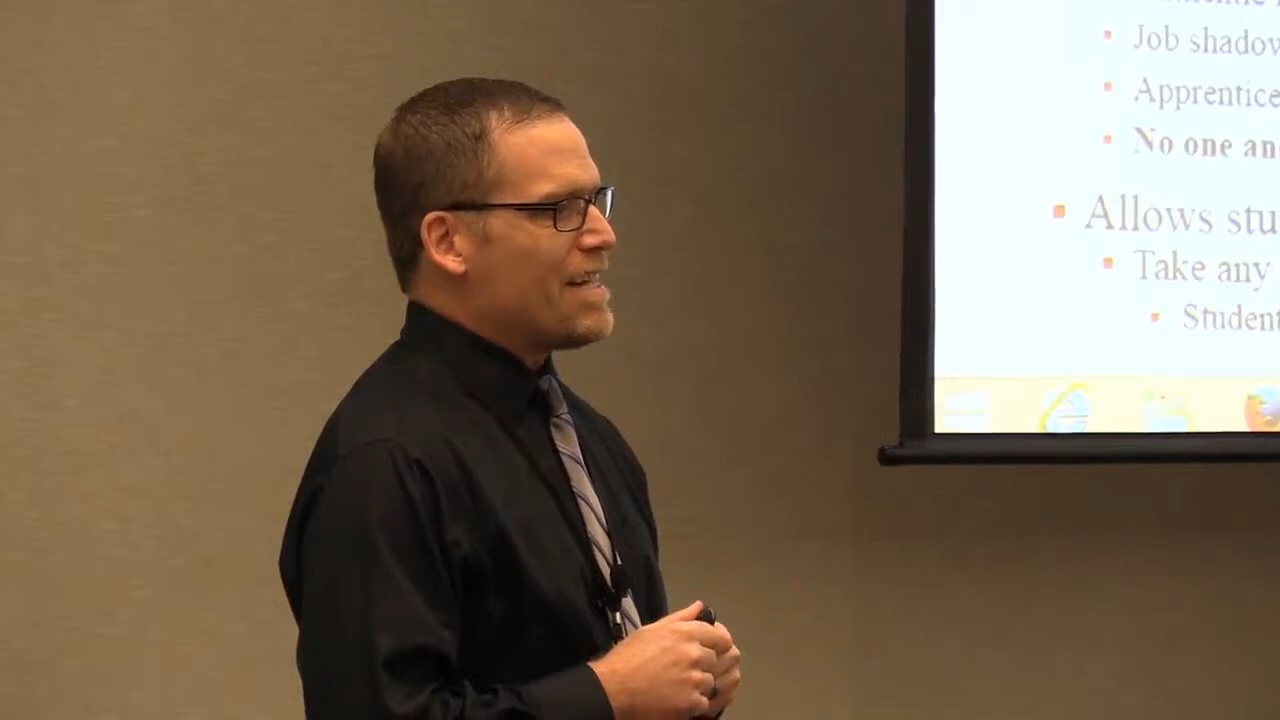 Job shadow
Apprentice
No one an
Allows stu
Take any
Student